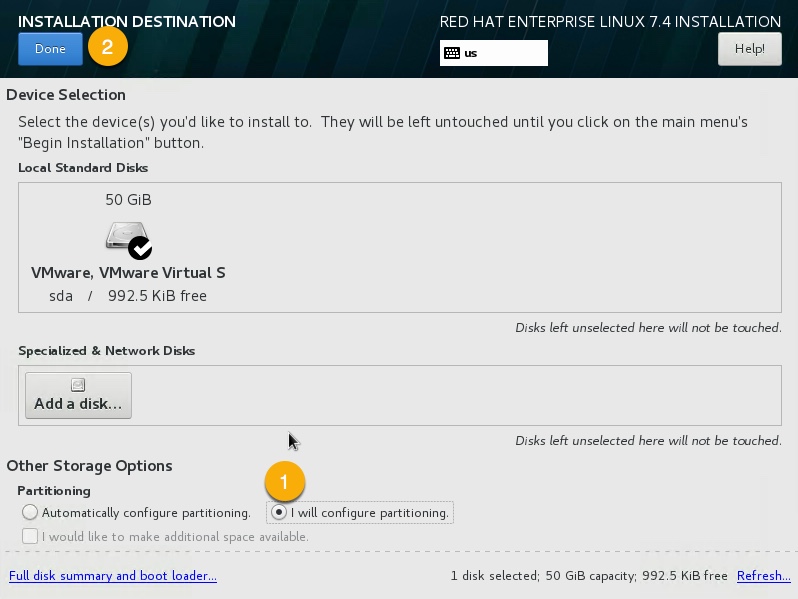 INSTALLATION DESTINATION
RED HAT ENTERPRISE LINUX 7.4 INSTALLATION
Done
2
us
Help!
Device Selection
Select the device(s) you'd like to install to.  They will be left untouched until you click on the main menu's
"Begin Installation" button.
Local Standard Disks
50 GiB
VMware, VMware Virtual S
sda / 992.5 KiB free
Disks left unselected here will not be touched.
Specialized & Network Disks
Add a disk...
Disks left unselected here will not be touched.
Other Storage Options
1
Partitioning
Automatically configure partitioning.
I will configure partitioning.
I would like to make additional space available.
Full disk summary and boot loader...
1 disk selected; 50 GiB capacity; 992.5 KiB free
Refresh...